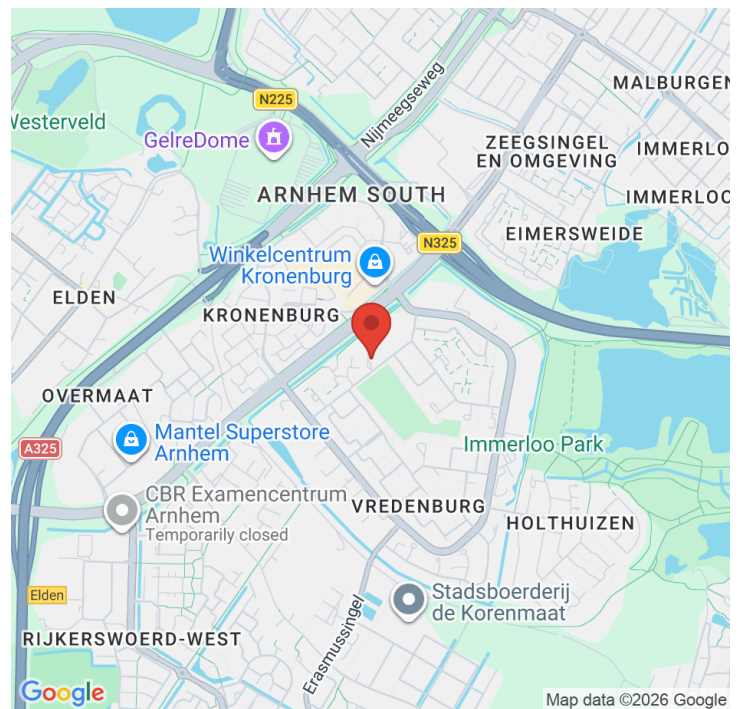 MALBURGEN
N225
Nijmeegseweg
Westerveld
GelreDome
ZEEGSINGEL
EN OMGEVING
IMMERLO
ARNHEM SOUTH
IMMERLOO
EIMERSWEIDE
N325
Winkelcentrum
Kronenburg
ELDEN
KRONENBURG
OVERMAAT
Mantel Superstore
Arnhem
A325
Immerloo Park
CBR Examencentrum
Arnhem
Temporarily closed
VREDENBURG
HOLTHUIZEN
Elden
Stadsboerderij
de Korenmaat
Erasmussingel
RIJKERSWOERD-WEST
Google
Map data ©2026 Google